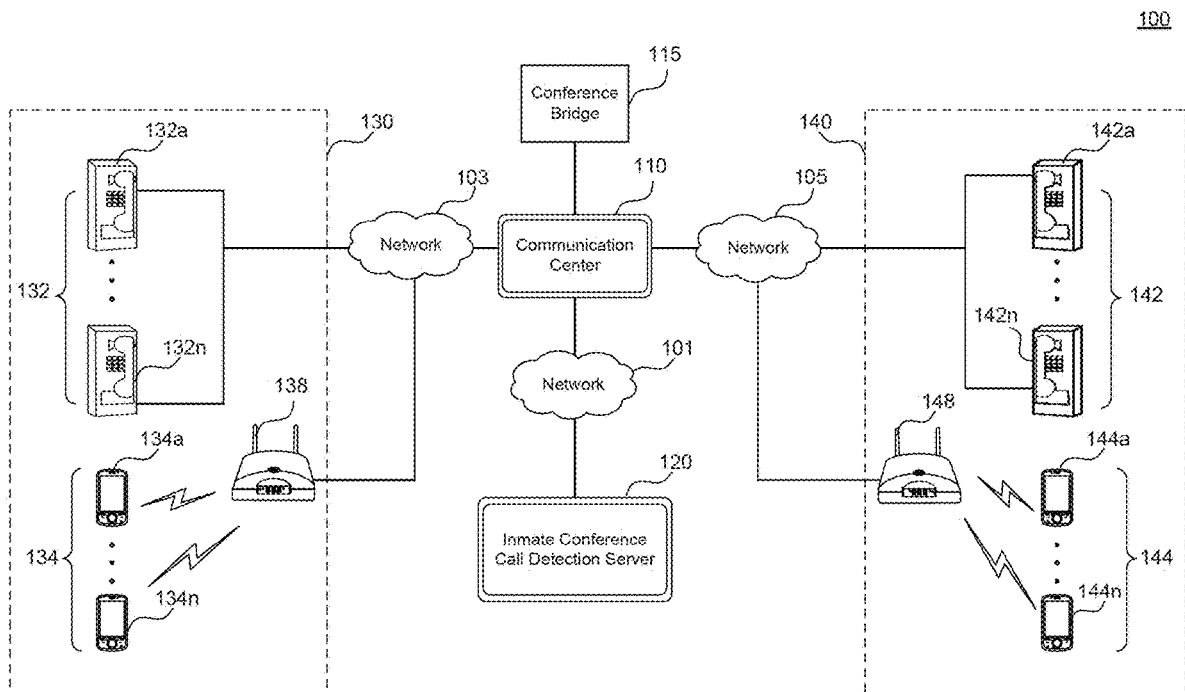 100
115
Conference
Bridge
132a
130
140
142a
103
110
105
Network
Communication
Center
Network
132
142
132n
142n
101
Network
138
148
134a
144a
120
Inmate Conference
Call Detection Server
134
144
134n
144n